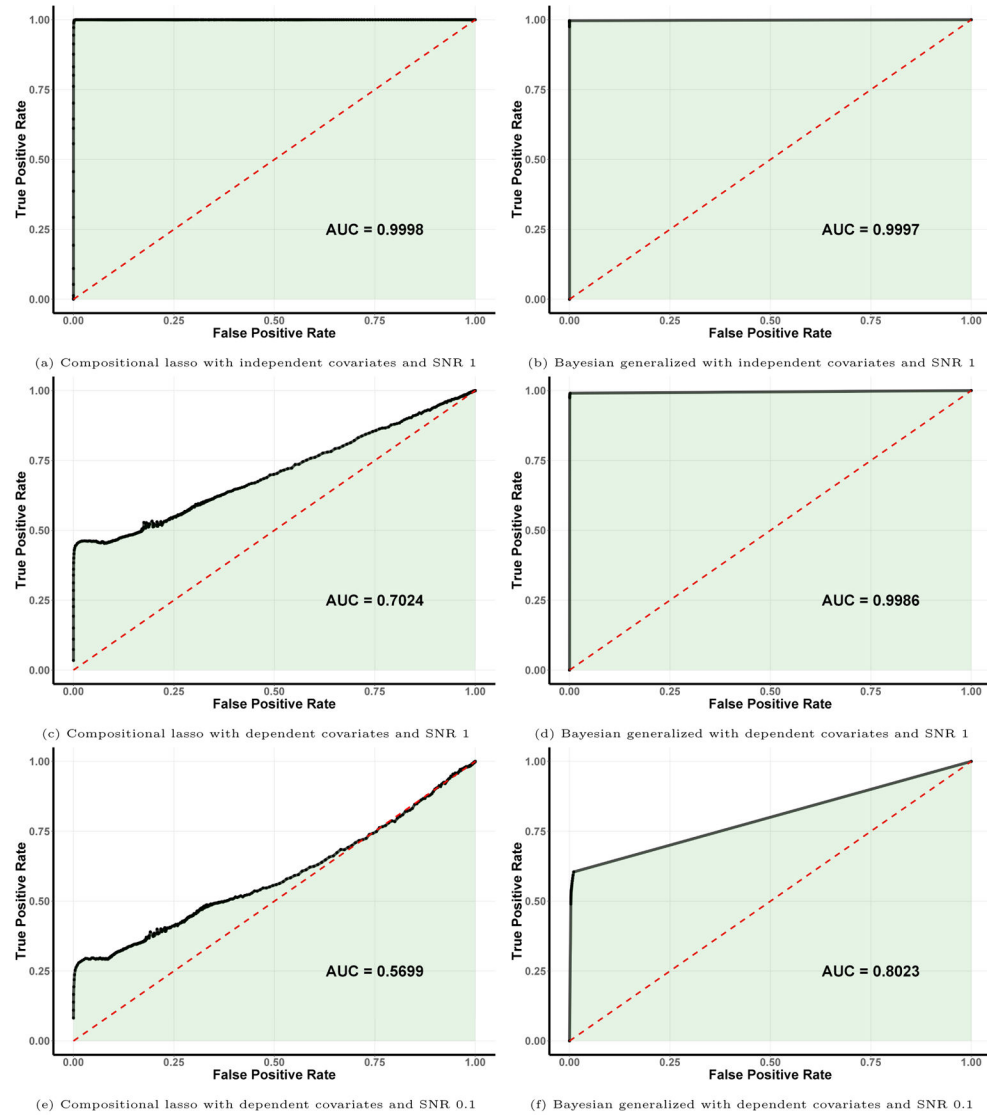 1.00
0.75
0.50
0.25
0.00
True Positive Rate
AUC = 0.9998
0.00 0.25 0.50 0.75 1.00
False Positive Rate
(a) Compositional lasso with independent covariates and SNR 1
1.00
0.75
0.50
0.25
0.00
True Positive Rate
AUC = 0.9997
0.00 0.25 0.50 0.75 1.00
False Positive Rate
(b) Bayesian generalized with independent covariates and SNR 1
1.00
0.75
0.50
0.25
0.00
True Positive Rate
AUC = 0.7024
0.00 0.25 0.50 0.75 1.00
False Positive Rate
(c) Compositional lasso with dependent covariates and SNR 1
1.00
0.75
0.50
0.25
0.00
True Positive Rate
AUC = 0.9986
0.00 0.25 0.50 0.75 1.00
False Positive Rate
(d) Bayesian generalized with dependent covariates and SNR 1
1.00
0.75
0.50
0.25
0.00
True Positive Rate
AUC = 0.5699
0.00 0.25 0.50 0.75 1.00
False Positive Rate
(e) Compositional lasso with dependent covariates and SNR 0.1
1.00
0.75
0.50
0.25
0.00
True Positive Rate
AUC = 0.8023
0.00 0.25 0.50 0.75 1.00
False Positive Rate
(f) Bayesian generalized with dependent covariates and SNR 0.1